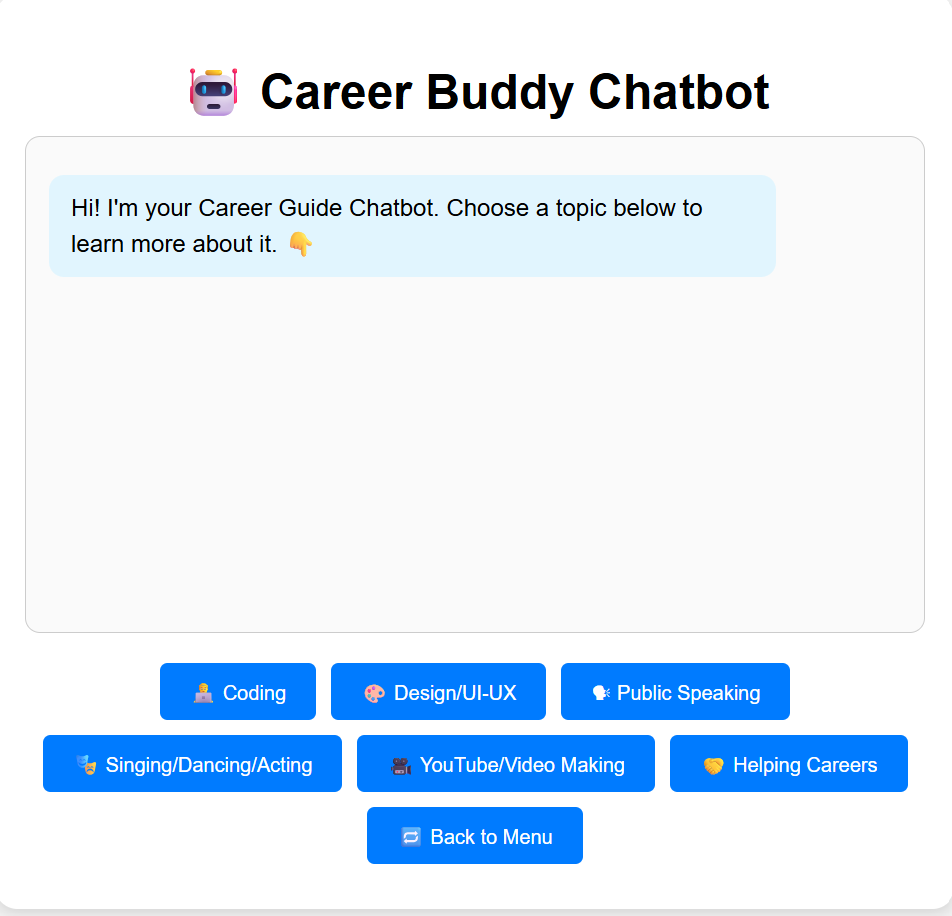 🤖 Career Buddy Chatbot
Hi! I'm your Career Guide Chatbot. Choose a topic below to
learn more about it. 👇
👨‍💻 Coding
🎨 Design/UI-UX
🗣️ Public Speaking
🎭 Singing/Dancing/Acting
🎥 YouTube/Video Making
🤝 Helping Careers
🔁 Back to Menu